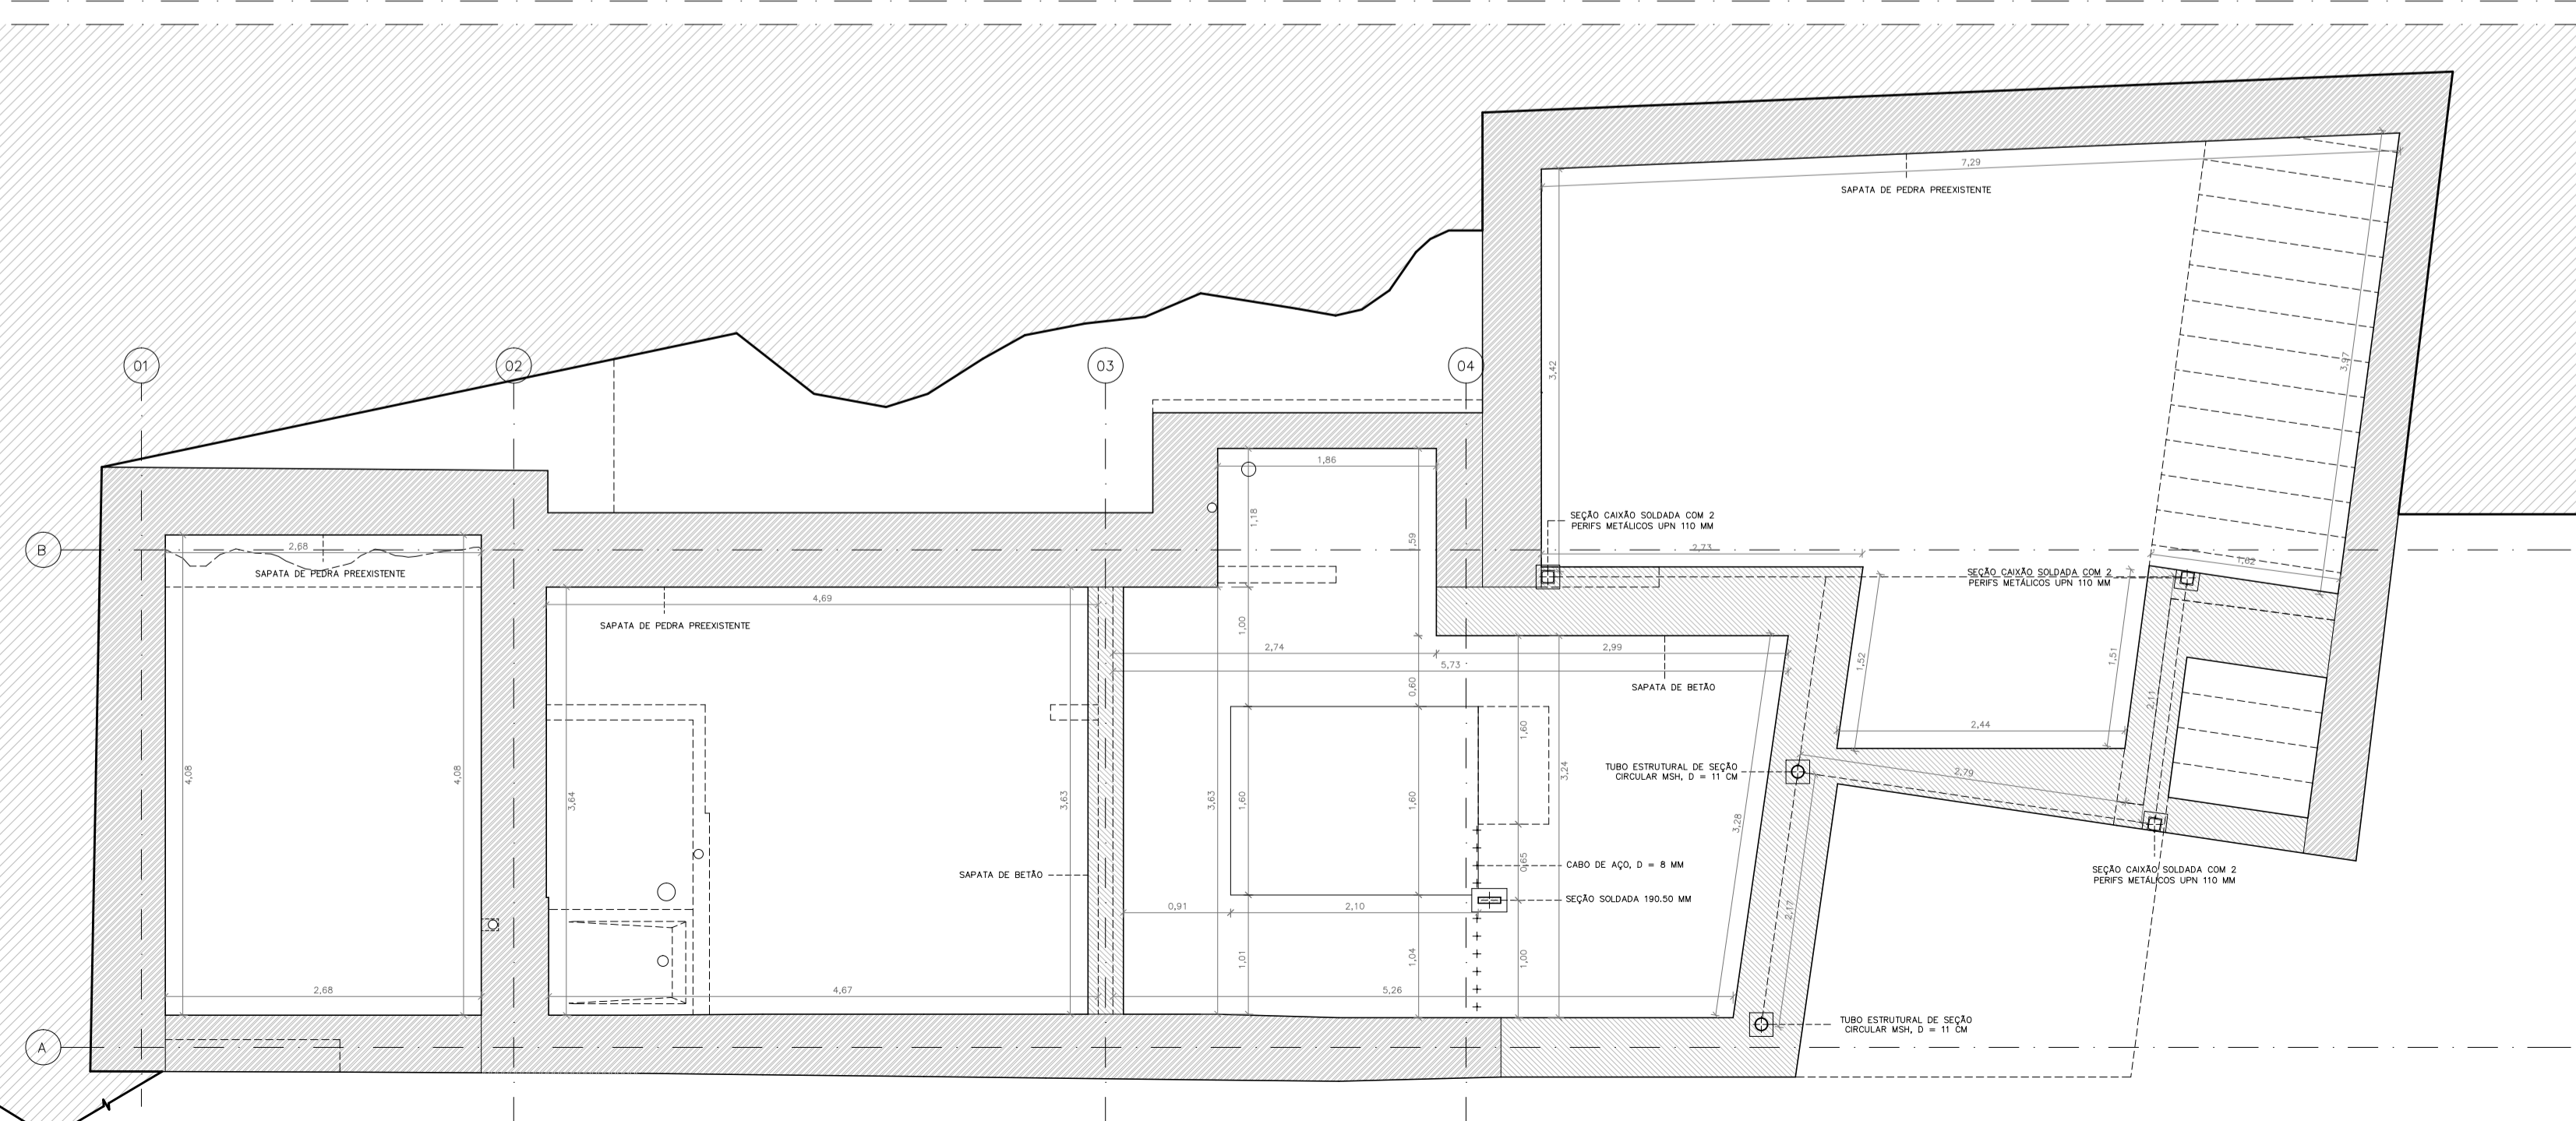 7,29
SAPATA DE PEDRA PREEXISTENTE
01
02
03
04
3,42
3,97
1,86
1,18
1,59
SEÇÃO CAIXÃO SOLDADA COM 2
PERIFS METÁLICOS UPN 110 MM
B
2,68
SAPATA DE PEDRA PREEXISTENTE
2,73
SEÇÃO CAIXÃO SOLDADA COM 2
PERIFS METÁLICOS UPN 110 MM
1,62
4,69
SAPATA DE PEDRA PREEXISTENTE
1,00
2,74
2,99
5,73
1,52
1,51
SAPATA DE BETÃO
0,60
2,11
2,44
1,60
4,08
4,08
3,64
3,63
3,63
1,60
1,60
3,24
TUBO ESTRUTURAL DE SEÇÃO
CIRCULAR MSH, D = 11 CM
2,79
3,28
SAPATA DE BETÃO
0,65
CABO DE AÇO, D = 8 MM
SEÇÃO CAIXÃO SOLDADA COM 2
PERIFS METÁLICOS UPN 110 MM
0,91
2,10
SEÇÃO SOLDADA 190.50 MM
2,17
1,01
1,04
1,00
2,68
4,67
5,26
TUBO ESTRUTURAL DE SEÇÃO
CIRCULAR MSH, D = 11 CM
A
N